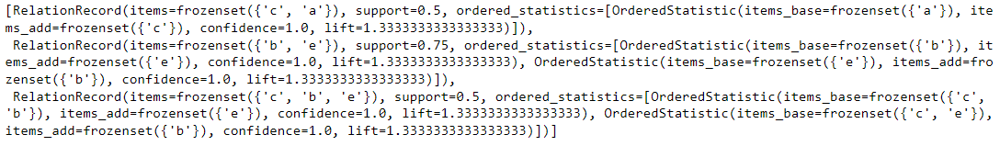 [RelationRecord(items=frozenset({'c', 'a'}), support=0.5, ordered_statistics=[OrderedStatistic(items_base=frozenset({'a'}), ite
ms_add=frozenset({'c'}), confidence=1.0, lift=1.3333333333333333)]),
 RelationRecord(items=frozenset({'b', 'e'}), support=0.75, ordered_statistics=[OrderedStatistic(items_base=frozenset({'b'}), it
ems_add=frozenset({'e'}), confidence=1.0, lift=1.3333333333333333), OrderedStatistic(items_base=frozenset({'e'}), items_add=fro
zenset({'b'}), confidence=1.0, lift=1.3333333333333333)]),
 RelationRecord(items=frozenset({'c', 'b', 'e'}), support=0.5, ordered_statistics=[OrderedStatistic(items_base=frozenset({'c',
'b'}), items_add=frozenset({'e'}), confidence=1.0, lift=1.3333333333333333), OrderedStatistic(items_base=frozenset({'c', 'e'}),
items_add=frozenset({'b'}), confidence=1.0, lift=1.3333333333333333)])]